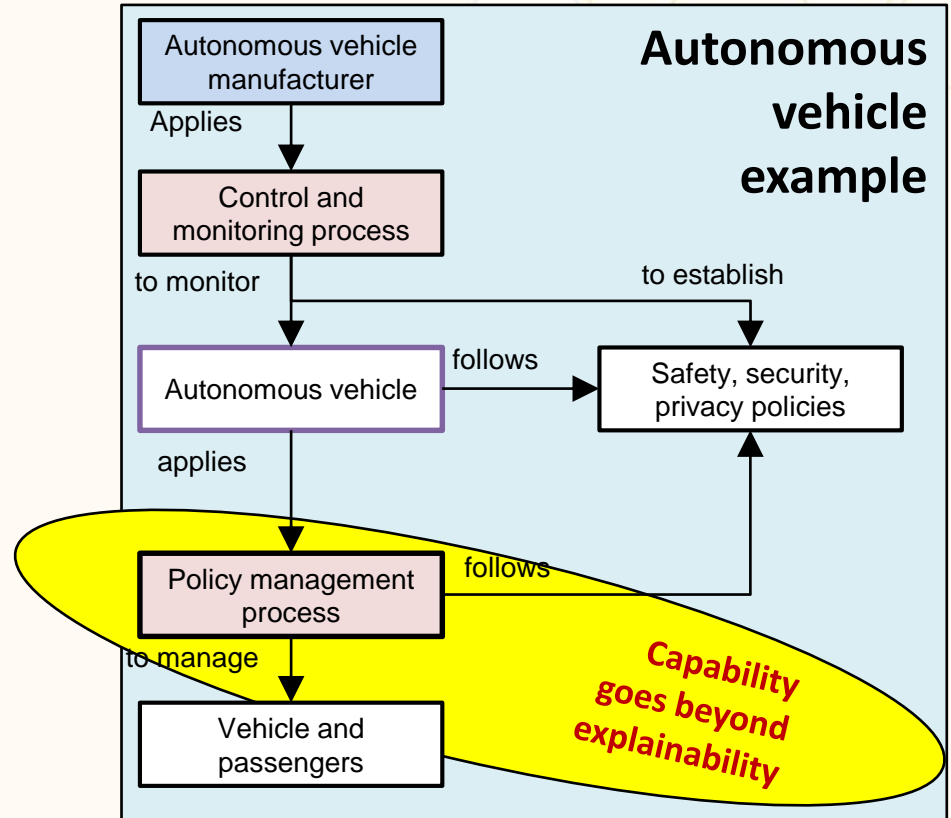 Autonomous
vehicle
example
Autonomous vehicle
manufacturer
Applies
Control and
monitoring process
to monitor
to establish
Autonomous vehicle
follows
Safety, security,
privacy policies
applies
Policy management
process
follows
to manage
Vehicle and
passengers
Capability
goes beyond
explainability